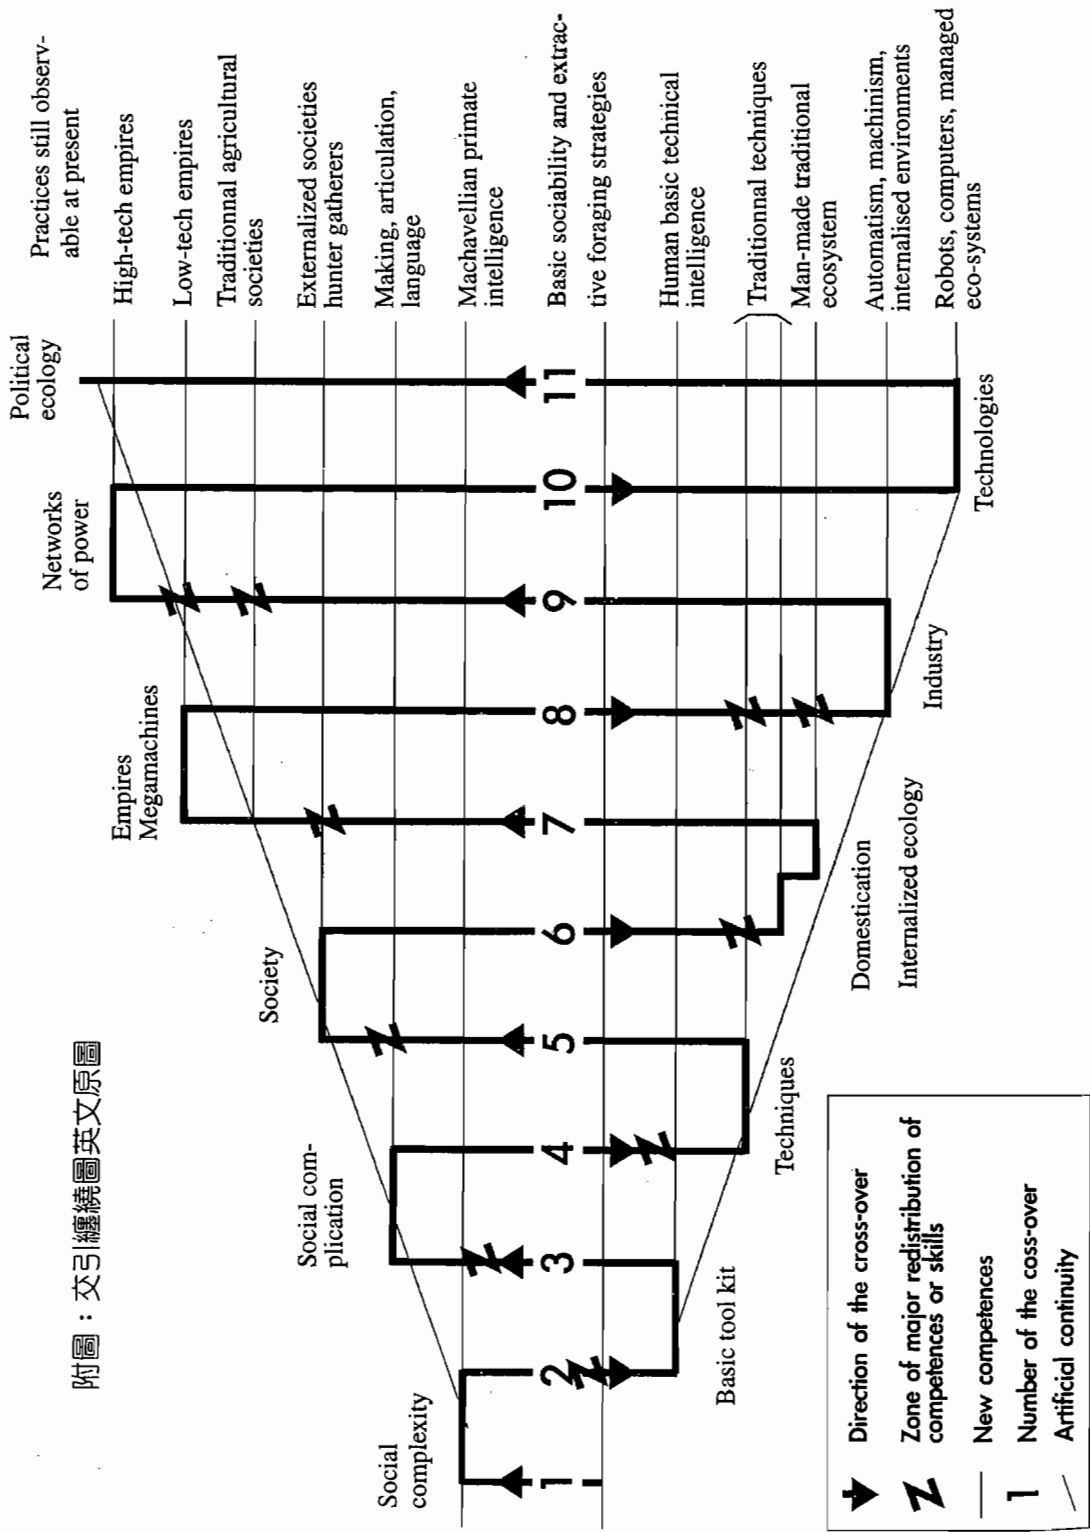 附圖：交引纏繞圖英文原圖
Social
complexity
Social com-
plication
Society
Empires
Megamachines
Networks
of power
Political
ecology
Practices still observ-
able at present
High-tech empires
Low-tech empires
Traditionnal agricultural
societies
Externalized societies
hunter gatherers
Making, articulation,
language
Machavellian primate
intelligence
Basic sociability and extrac-
tive foraging strategies
Human basic technical
intelligence
Traditionnal techniques
Man-made traditional
ecosystem
Automatism, machinism,
internalised environments
Robots, computers, managed
eco-systems
1 2 3 4 5 6 7 8 9 10 11
Basic tool kit
Techniques
Domestication
Internalized ecology
Industry
Technologies
Direction of the cross-over
Zone of major redistribution of
competences or skills
New competences
1 Number of the coss-over
Artificial continuity